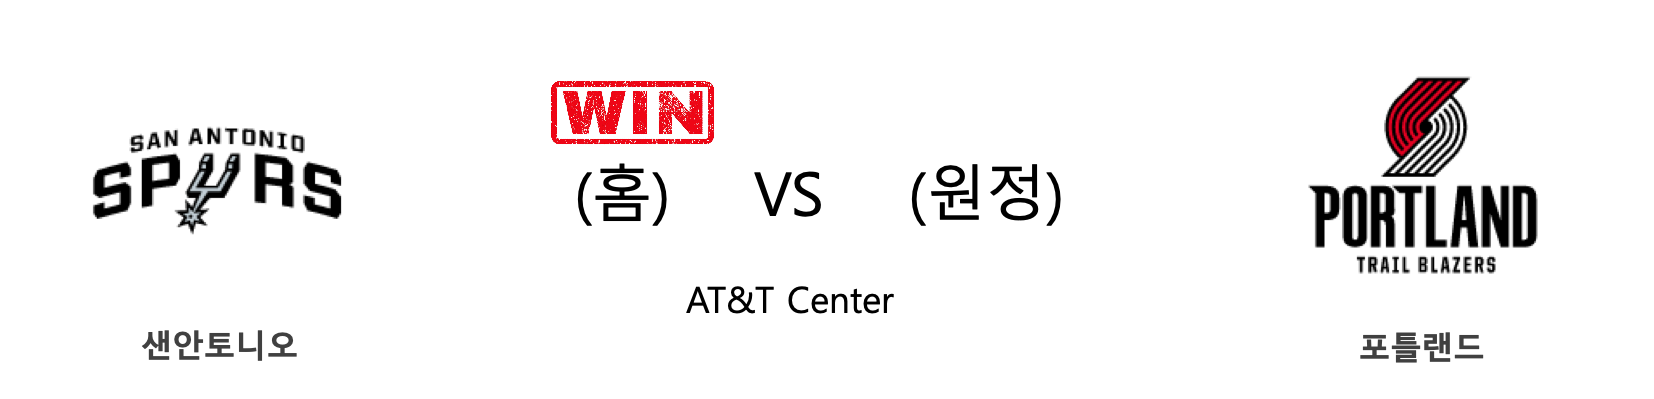 SAN ANTONIO
SPURS
샌안토니오
WIN
(홈) VS (원정)
AT&T Center
PORTLAND
TRAIL BLAZERS
포틀랜드